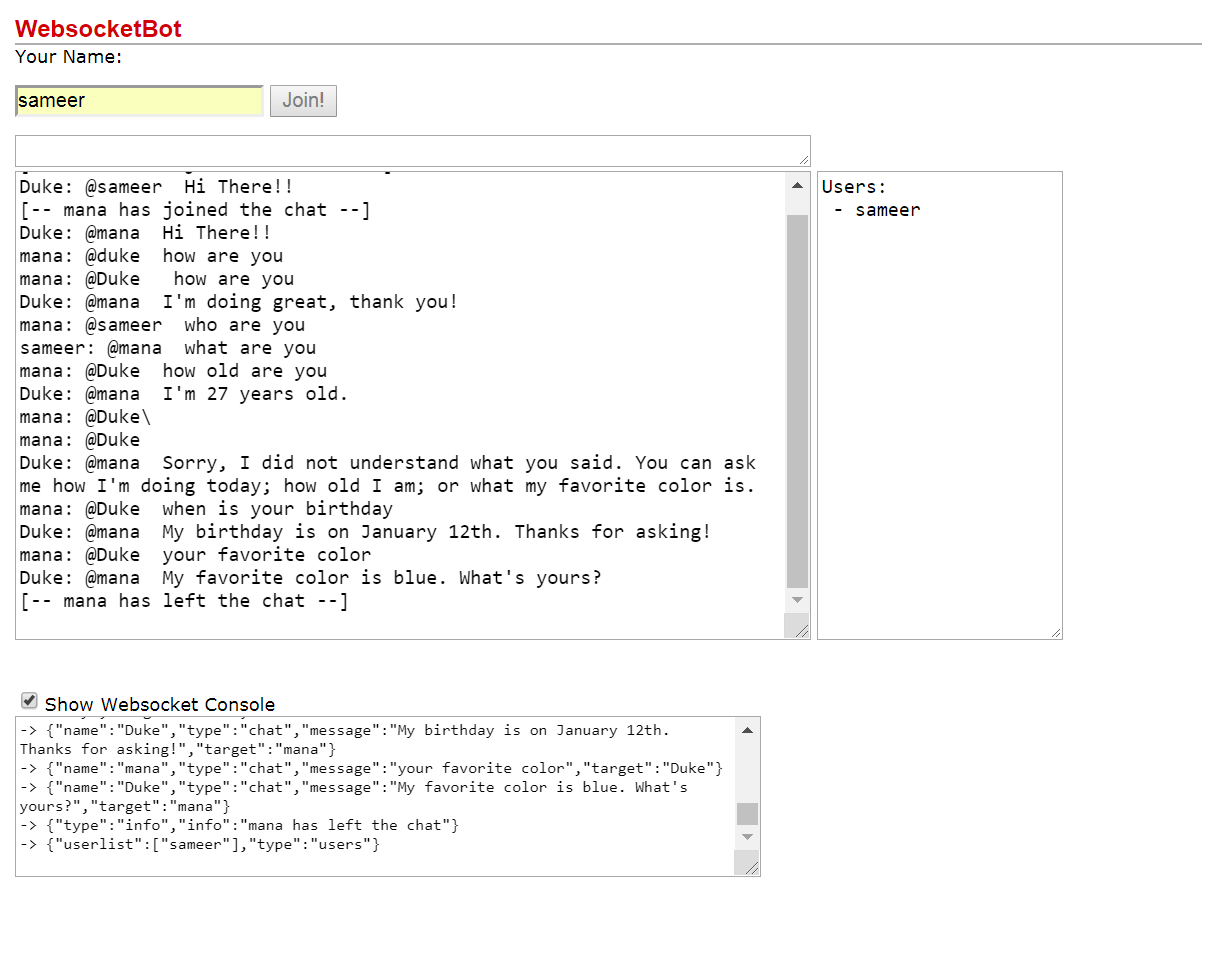 WebsocketBot
Your Name:
sameer Join!
Duke: @sameer  Hi There!!
[-- mana has joined the chat --]
Duke: @mana  Hi There!!
mana: @duke  how are you
mana: @Duke   how are you
Duke: @mana  I'm doing great, thank you!
mana: @sameer  who are you
sameer: @mana  what are you
mana: @Duke  how old are you
Duke: @mana  I'm 27 years old.
mana: @Duke\
mana: @Duke
Duke: @mana  Sorry, I did not understand what you said. You can ask
me how I'm doing today; how old I am; or what my favorite color is.
mana: @Duke  when is your birthday
Duke: @mana  My birthday is on January 12th. Thanks for asking!
mana: @Duke  your favorite color
Duke: @mana  My favorite color is blue. What's yours?
[-- mana has left the chat --]
Users:
 - sameer
Show Websocket Console
-> {"name":"Duke","type":"chat","message":"My birthday is on January 12th.
Thanks for asking!","target":"mana"}
-> {"name":"mana","type":"chat","message":"your favorite color","target":"Duke"}
-> {"name":"Duke","type":"chat","message":"My favorite color is blue. What's
yours?","target":"mana"}
-> {"type":"info","info":"mana has left the chat"}
-> {"userlist":["sameer"],"type":"users"}